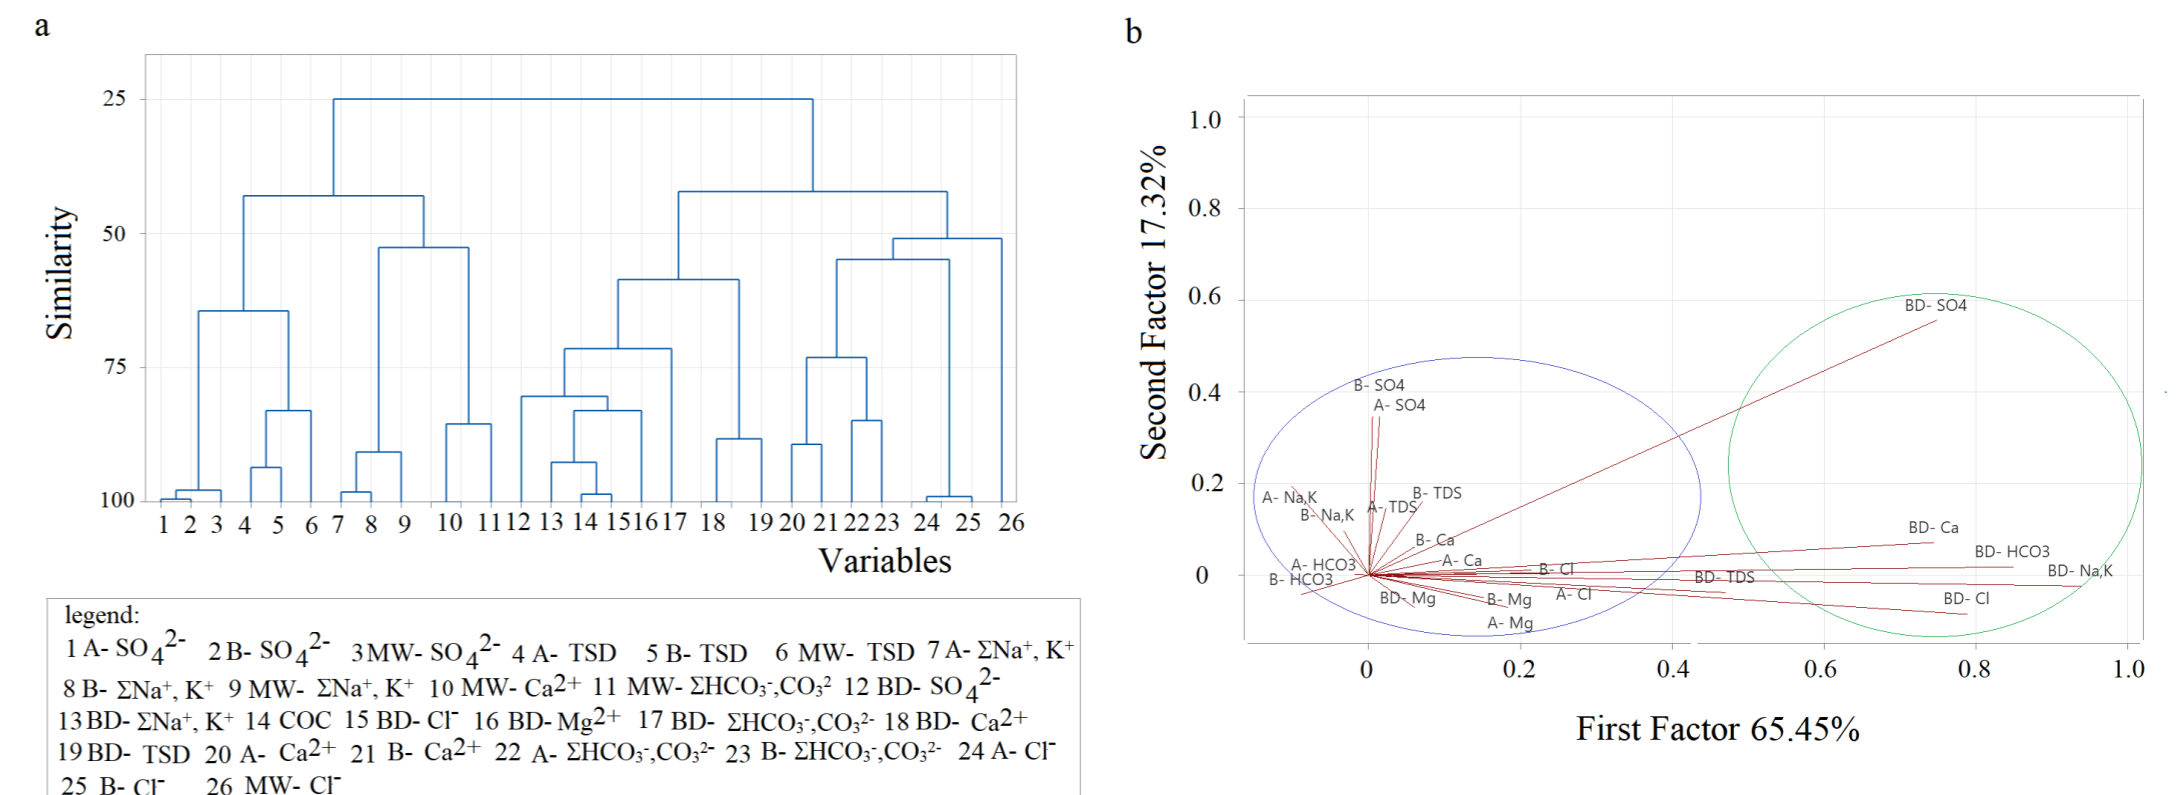 a
b
25
50
75
100
Similarity
1 2 3 4 5 6 7 8 9 10 11 12 13 14 15 16 17 18 19 20 21 22 23 24 25 26
Variables
legend:
1 A- SO₄²⁻ 2 B- SO₄²⁻ 3 MW- SO₄²⁻ 4 A- TSD 5 B- TSD 6 MW- TSD 7 A- ΣNa⁺, K⁺
8 B- ΣNa⁺, K⁺ 9 MW- ΣNa⁺, K⁺ 10 MW- Ca²⁺ 11 MW- ΣHCO₃⁻,CO₃² 12 BD- SO₄²⁻
13 BD- ΣNa⁺, K⁺ 14 COC 15 BD- Cl⁻ 16 BD- Mg²⁺ 17 BD- ΣHCO₃⁻,CO₃²⁻ 18 BD- Ca²⁺
19 BD- TSD 20 A- Ca²⁺ 21 B- Ca²⁺ 22 A- ΣHCO₃⁻,CO₃²⁻ 23 B- ΣHCO₃⁻,CO₃²⁻ 24 A- Cl⁻
25 B- Cl⁻ 26 MW- Cl⁻
1.0
0.8
0.6
0.4
0.2
0
Second Factor 17.32%
BD- SO4
B- SO4
A- SO4
B- TDS
A- Na,K
A- TDS
B- Na,K
BD- Ca
B- Ca
BD- HCO3
A- Ca
A- HCO3
B- Cl
BD- Na,K
BD- TDS
B- HCO3
A- Cl
BD- Mg
B- Mg
BD- Cl
A- Mg
0 0.2 0.4 0.6 0.8 1.0
First Factor 65.45%